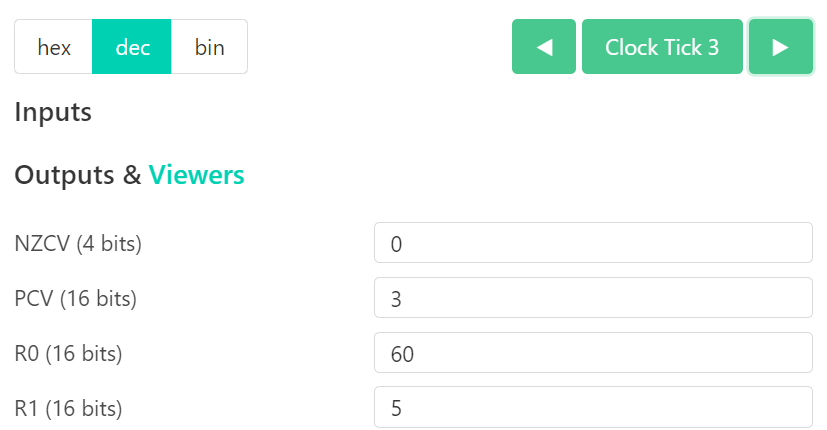 hex dec bin ◀ Clock Tick 3 ▶
Inputs
Outputs & Viewers
NZCV (4 bits) 0
PCV (16 bits) 3
R0 (16 bits) 60
R1 (16 bits) 5